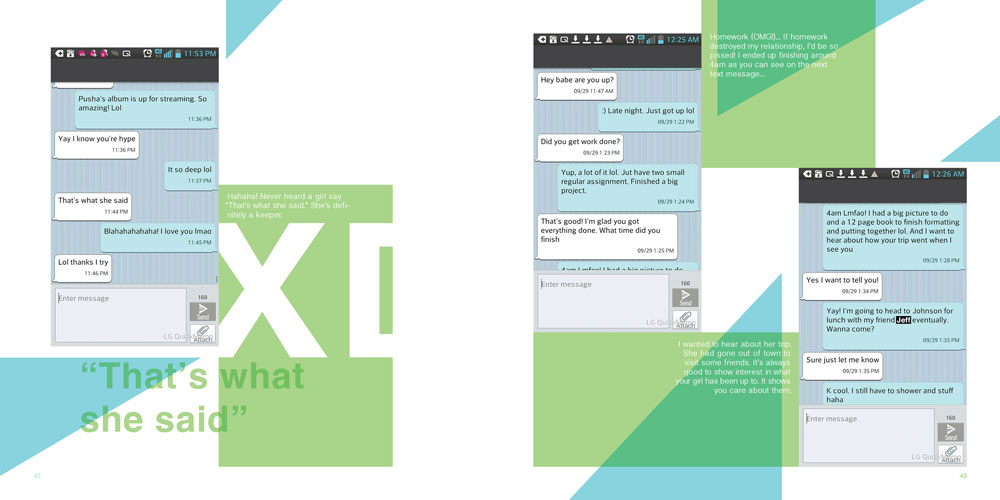 11:53 PM
Pusha's album is up for streaming. So
amazing! Lol
11:36 PM
Yay I know you're hype
11:36 PM
It so deep lol
11:37 PM
That's what she said
11:44 PM
Blahahahahaha! I love you lmao
11:45 PM
Lol thanks I try
11:46 PM
Enter message
160
Send
Attach
Hahaha! Never heard a girl say
"That's what she said." She's defi-
nitely a keeper.
“That’s what
she said”
42
12:25 AM
Hey babe are you up?
09/29 11:47 AM
:) Late night. Just got up lol
09/29 1:22 PM
Did you get work done?
09/29 1:23 PM
Yup, a lot of it lol. Jut have two small
regular assignment. Finished a big
project.
09/29 1:24 PM
That's good! I'm glad you got
everything done. What time did you
finish
09/29 1:25 PM
4am Lmfao! I had a big picture to do
Enter message
160
Send
LG
Attach
Homework (OMG!)... If homework
destroyed my relationship, I'd be so
pissed! I ended up finishing around
4am as you can see on the next
text message...
I wanted to hear about her trip.
She had gone out of town to
visit some friends. It's always
good to show interest in what
your girl has been up to. It shows
you care about them.
12:26 AM
4am Lmfao! I had a big picture to do
and a 12 page book to finish formatting
and putting together lol. And I want to
hear about how your trip went when I
see you
09/29 1:28 PM
Yes I want to tell you!
09/29 1:34 PM
Yay! I'm going to head to Johnson for
lunch with my friend Jeff eventually.
Wanna come?
09/29 1:35 PM
Sure just let me know
09/29 1:35 PM
K cool. I still have to shower and stuff
haha
Enter message
160
Send
LG
Attach
43